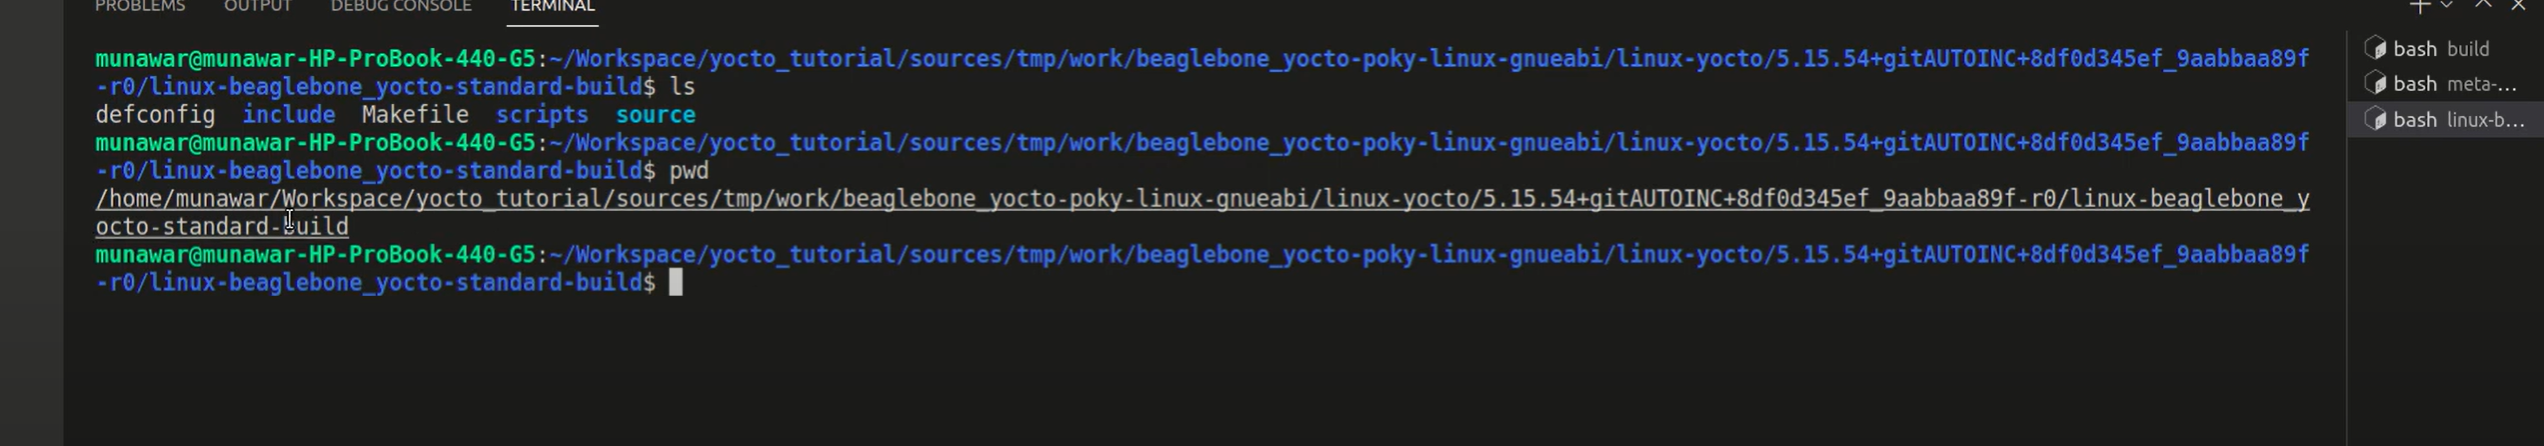 PROBLEMS OUTPUT DEBUG CONSOLE TERMINAL
munawar@munawar-HP-ProBook-440-G5:~/Workspace/yocto_tutorial/sources/tmp/work/beaglebone_yocto-poky-linux-gnueabi/linux-yocto/5.15.54+gitAUTOINC+8df0d345ef_9aabbaa89f
-r0/linux-beaglebone_yocto-standard-build$ ls
defconfig include Makefile scripts source
munawar@munawar-HP-ProBook-440-G5:~/Workspace/yocto_tutorial/sources/tmp/work/beaglebone_yocto-poky-linux-gnueabi/linux-yocto/5.15.54+gitAUTOINC+8df0d345ef_9aabbaa89f
-r0/linux-beaglebone_yocto-standard-build$ pwd
/home/munawar/Workspace/yocto_tutorial/sources/tmp/work/beaglebone_yocto-poky-linux-gnueabi/linux-yocto/5.15.54+gitAUTOINC+8df0d345ef_9aabbaa89f-r0/linux-beaglebone_y
octo-standard-build
munawar@munawar-HP-ProBook-440-G5:~/Workspace/yocto_tutorial/sources/tmp/work/beaglebone_yocto-poky-linux-gnueabi/linux-yocto/5.15.54+gitAUTOINC+8df0d345ef_9aabbaa89f
-r0/linux-beaglebone_yocto-standard-build$
bash build
bash meta-...
bash linux-b...